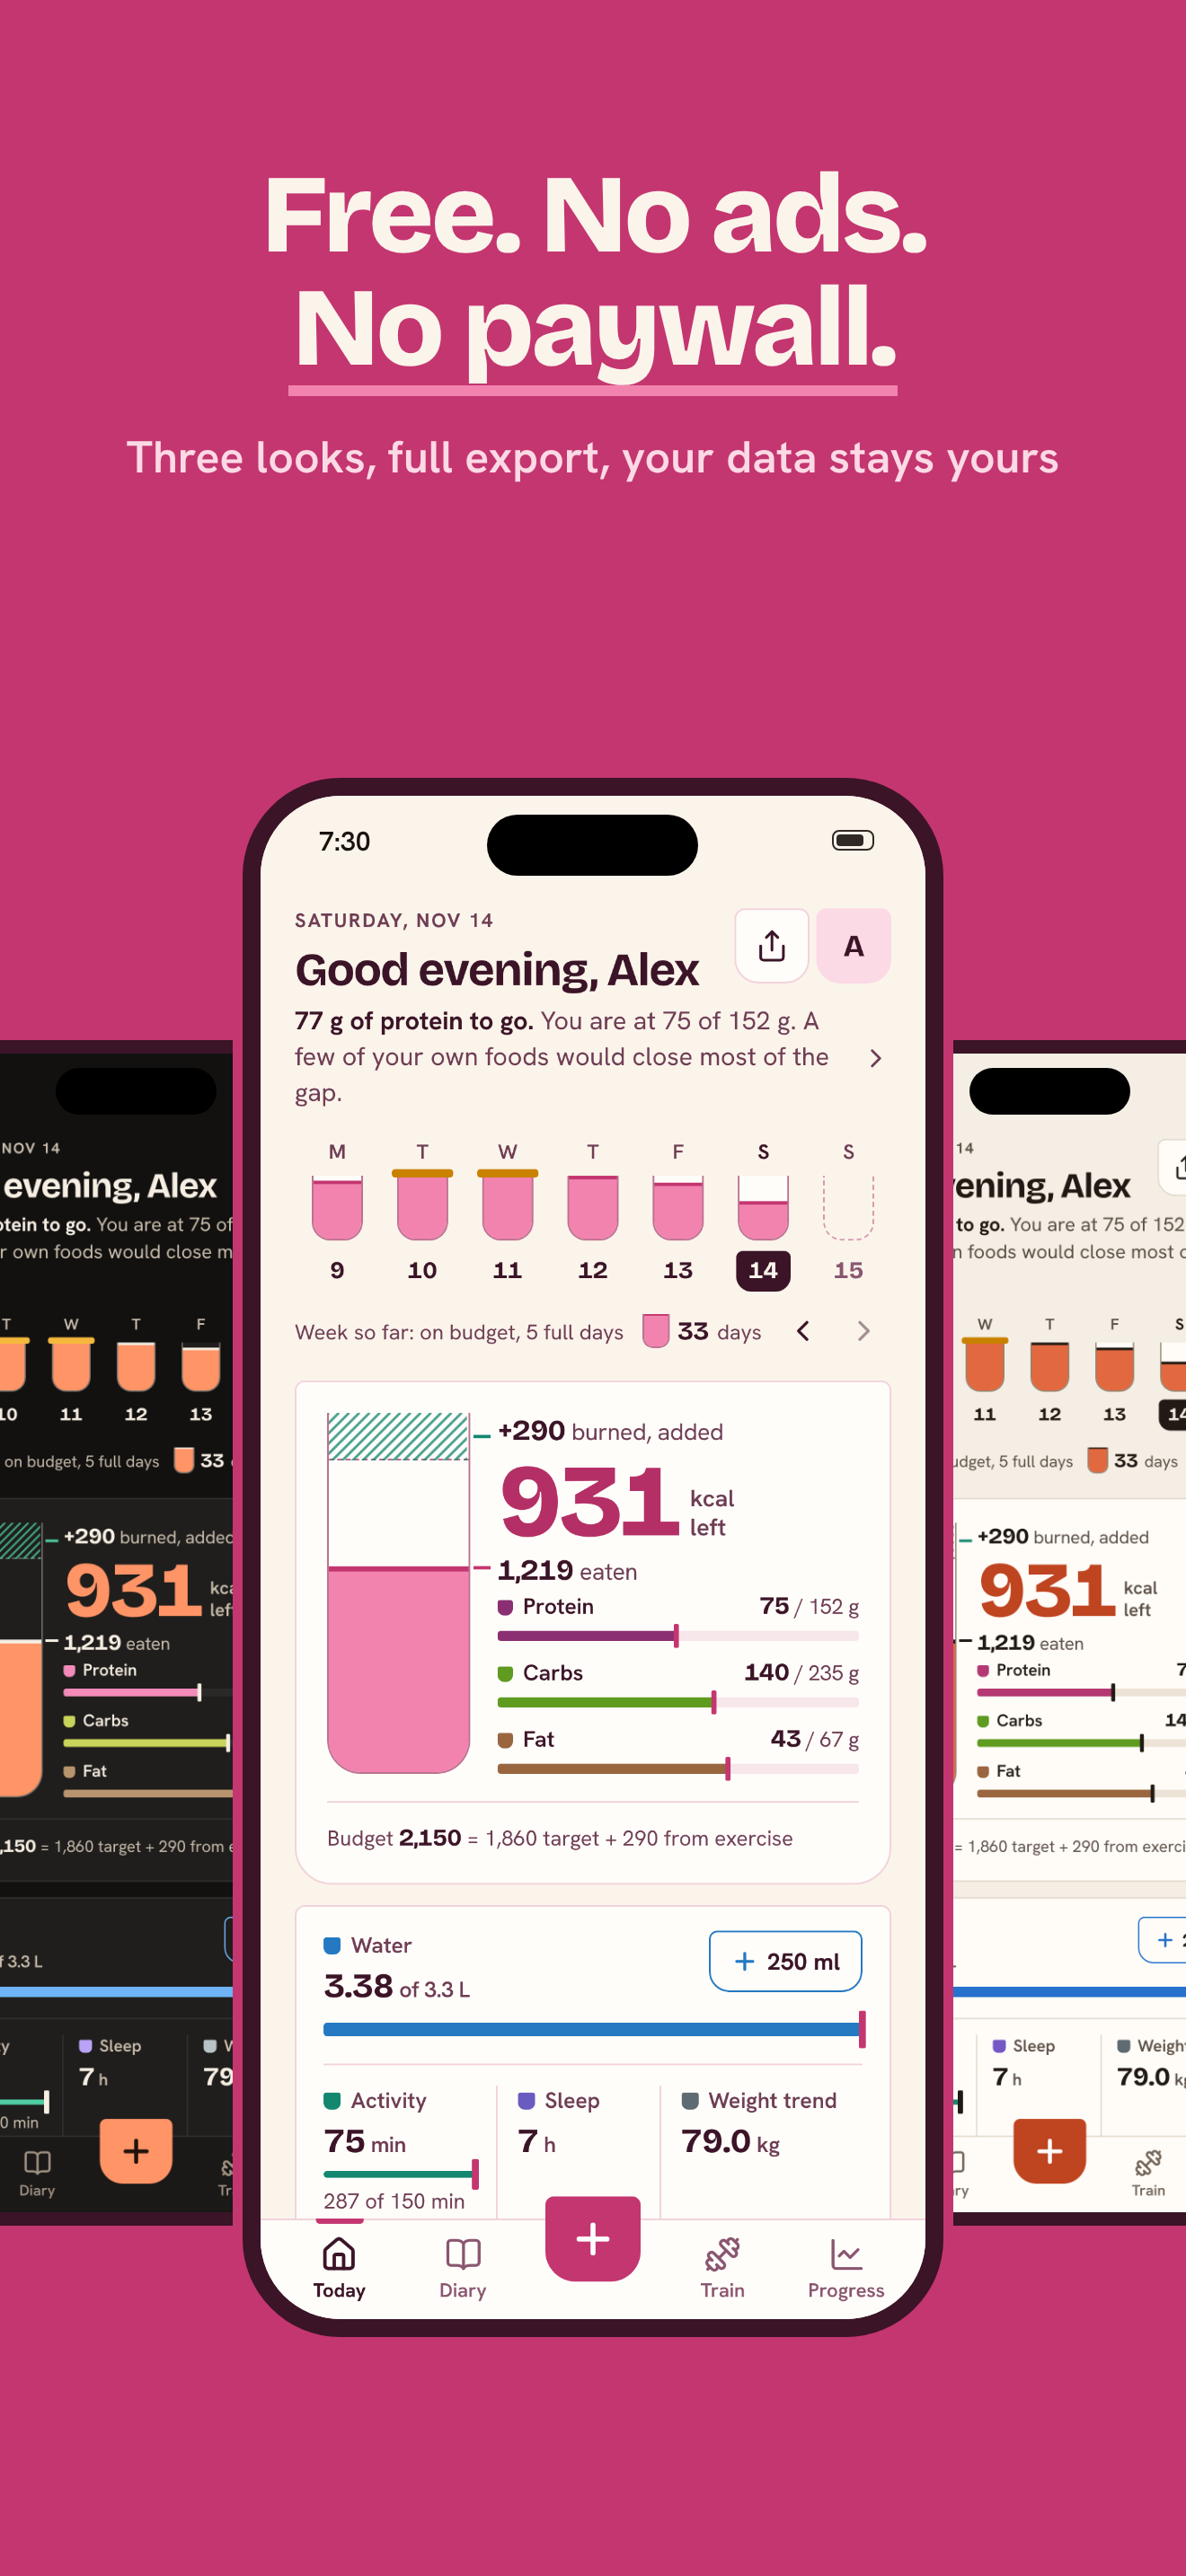 Free. No ads.
No paywall.
Three looks, full export, your data stays yours
7:30
SATURDAY, NOV 14
Good evening, Alex
A
77 g of protein to go. You are at 75 of 152 g. A
few of your own foods would close most of the
gap.
M T W T F S S
9 10 11 12 13 14 15
Week so far: on budget, 5 full days 33 days
+290 burned, added
931 kcal left
1,219 eaten
Protein 75 / 152 g
Carbs 140 / 235 g
Fat 43 / 67 g
Budget 2,150 = 1,860 target + 290 from exercise
Water
3.38 of 3.3 L
+ 250 ml
Activity Sleep Weight trend
75 min 7 h 79.0 kg
287 of 150 min
Today Diary Train Progress
NOV 14
evening, Alex
to go. You are at 75 of
own foods would close
T W T F
10 11 12 13
on budget, 5 full days 33
+290 burned, added
931
1,219 eaten
Protein
Carbs
Fat
= 1,860 target + 290 from
3.3 L
Sleep
7 h 79
0 min
Diary
14
Alex
to go. You are at 75 of 152
foods would close most
W T F S
11 12 13 14
5 full days 33 days
+290 burned, added
931 kcal left
1,219 eaten
Protein
Carbs
Fat
= 1,860 target + 290 from
Sleep
7 h 79.0
Train